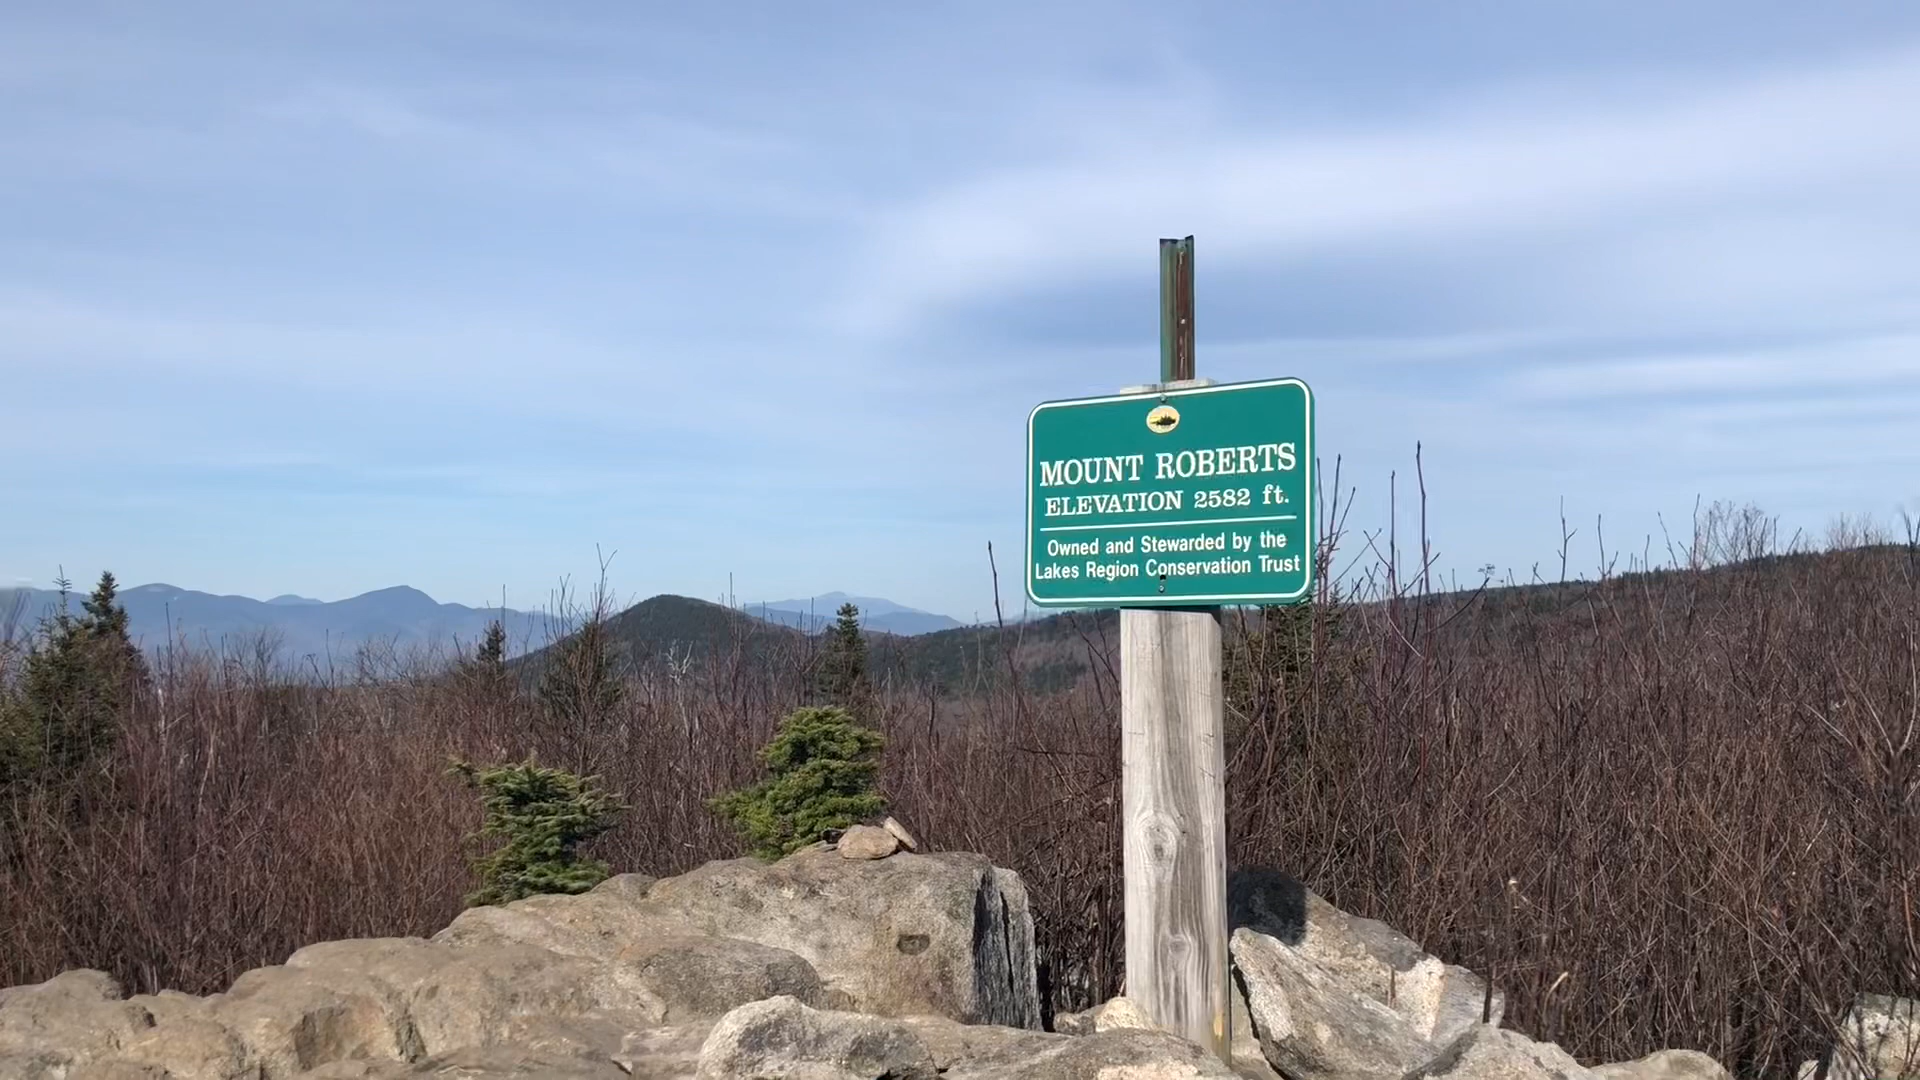 MOUNT ROBERTS
ELEVATION 2582 ft.
Owned and Stewarded by the
Lakes Region Conservation Trust